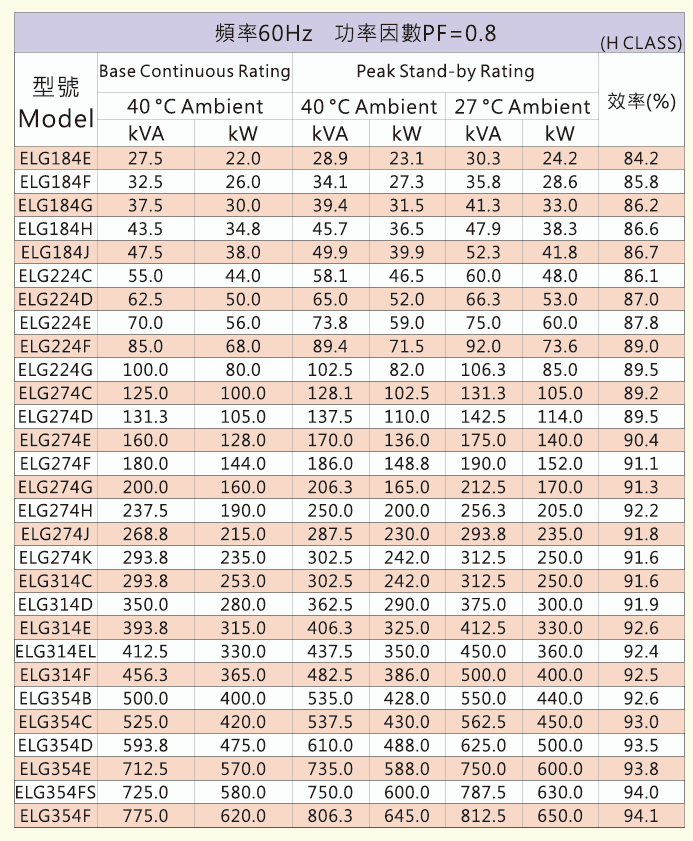 頻率60Hz 功率因數PF=0.8
(H CLASS)
型號 Model
Base Continuous Rating Peak Stand-by Rating 效率(%)
40 °C Ambient 40 °C Ambient 27 °C Ambient
kVA kW kVA kW kVA kW
ELG184E 27.5 22.0 28.9 23.1 30.3 24.2 84.2
ELG184F 32.5 26.0 34.1 27.3 35.8 28.6 85.8
ELG184G 37.5 30.0 39.4 31.5 41.3 33.0 86.2
ELG184H 43.5 34.8 45.7 36.5 47.9 38.3 86.6
ELG184J 47.5 38.0 49.9 39.9 52.3 41.8 86.7
ELG224C 55.0 44.0 58.1 46.5 60.0 48.0 86.1
ELG224D 62.5 50.0 65.0 52.0 66.3 53.0 87.0
ELG224E 70.0 56.0 73.8 59.0 75.0 60.0 87.8
ELG224F 85.0 68.0 89.4 71.5 92.0 73.6 89.0
ELG224G 100.0 80.0 102.5 82.0 106.3 85.0 89.5
ELG274C 125.0 100.0 128.1 102.5 131.3 105.0 89.2
ELG274D 131.3 105.0 137.5 110.0 142.5 114.0 89.5
ELG274E 160.0 128.0 170.0 136.0 175.0 140.0 90.4
ELG274F 180.0 144.0 186.0 148.8 190.0 152.0 91.1
ELG274G 200.0 160.0 206.3 165.0 212.5 170.0 91.3
ELG274H 237.5 190.0 250.0 200.0 256.3 205.0 92.2
ELG274J 268.8 215.0 287.5 230.0 293.8 235.0 91.8
ELG274K 293.8 235.0 302.5 242.0 312.5 250.0 91.6
ELG314C 293.8 253.0 302.5 242.0 312.5 250.0 91.6
ELG314D 350.0 280.0 362.5 290.0 375.0 300.0 91.9
ELG314E 393.8 315.0 406.3 325.0 412.5 330.0 92.6
ELG314EL 412.5 330.0 437.5 350.0 450.0 360.0 92.4
ELG314F 456.3 365.0 482.5 386.0 500.0 400.0 92.5
ELG354B 500.0 400.0 535.0 428.0 550.0 440.0 92.6
ELG354C 525.0 420.0 537.5 430.0 562.5 450.0 93.0
ELG354D 593.8 475.0 610.0 488.0 625.0 500.0 93.5
ELG354E 712.5 570.0 735.0 588.0 750.0 600.0 93.8
ELG354FS 725.0 580.0 750.0 600.0 787.5 630.0 94.0
ELG354F 775.0 620.0 806.3 645.0 812.5 650.0 94.1